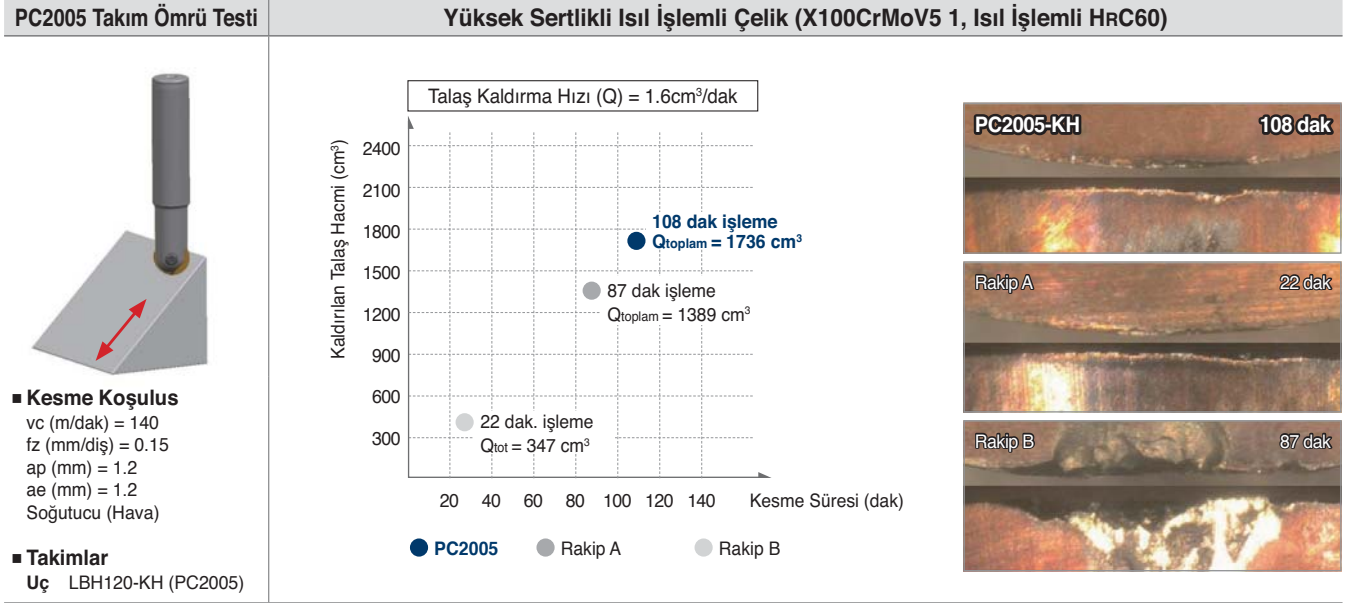 PC2005 Takım Ömrü Testi
Yüksek Sertlikli Isıl İşlemli Çelik (X100CrMoV5 1, Isıl İşlemli HRC60)
■ Kesme Koşulus
vc (m/dak) = 140
fz (mm/diş) = 0.15
ap (mm) = 1.2
ae (mm) = 1.2
Soğutucu (Hava)
■ Takimlar
Uç LBH120-KH (PC2005)
Talaş Kaldırma Hızı (Q) = 1.6cm³/dak
Kaldırılan Talaş Hacmi (cm³)
2400
2100
1800
1500
1200
900
600
300
108 dak işleme
Qtoplam = 1736 cm³
87 dak işleme
Qtoplam = 1389 cm³
22 dak. işleme
Qtot = 347 cm³
20 40 60 80 100 120 140 Kesme Süresi (dak)
PC2005 Rakip A Rakip B
PC2005-KH 108 dak
Rakip A 22 dak
Rakip B 87 dak